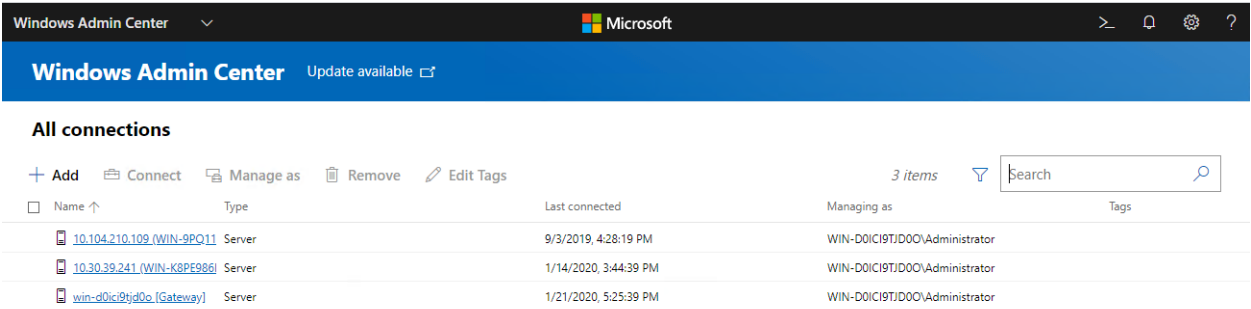 Windows Admin Center Microsoft
Windows Admin Center Update available
All connections
Add Connect Manage as Remove Edit Tags 3 items Search
Name Type Last connected Managing as Tags
10.104.210.109 (WIN-9PQ11 Server 9/3/2019, 4:28:19 PM WIN-D0ICI9TJD0O\Administrator
10.30.39.241 (WIN-K8PE986I Server 1/14/2020, 3:44:39 PM WIN-D0ICI9TJD0O\Administrator
win-d0ici9tjd0o [Gateway] Server 1/21/2020, 5:25:39 PM WIN-D0ICI9TJD0O\Administrator